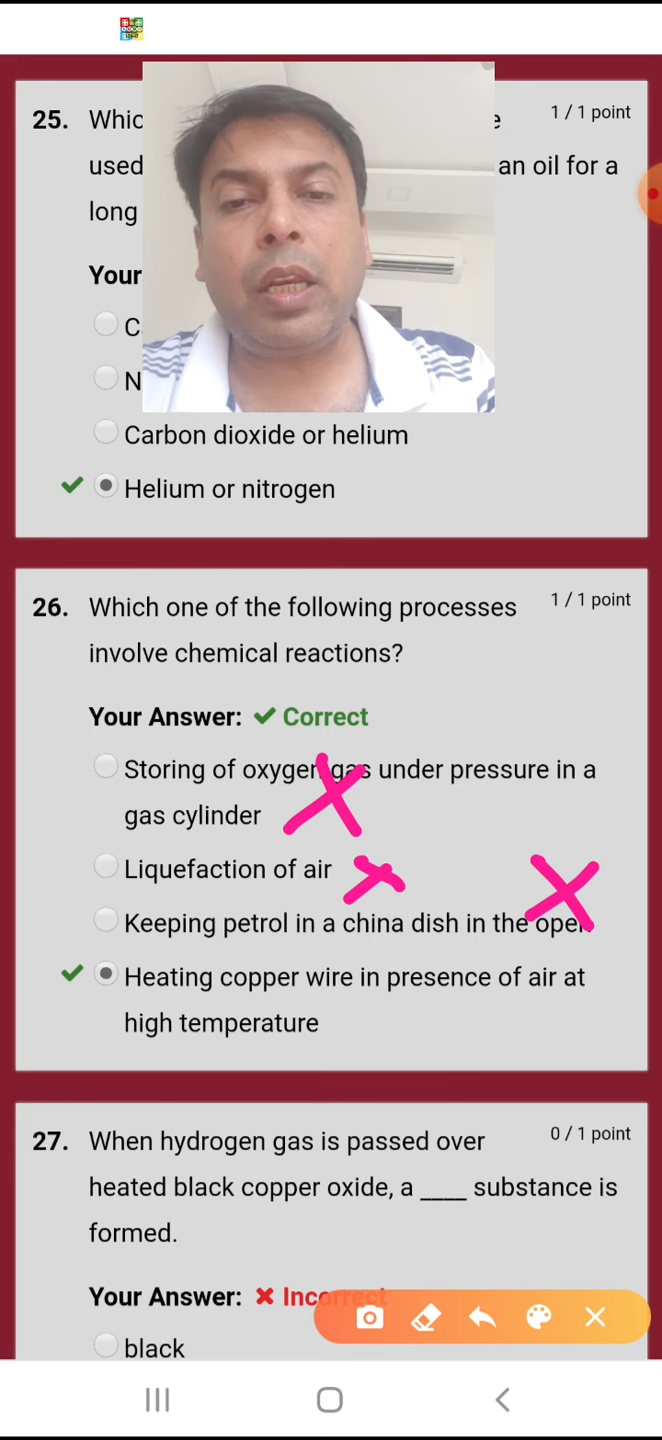 25. Whic e 1 / 1 point
used an oil for a
long
Your
C
N
Carbon dioxide or helium
Helium or nitrogen
26. Which one of the following processes 1 / 1 point
involve chemical reactions?
Your Answer: Correct
Storing of oxygen gas under pressure in a
gas cylinder
Liquefaction of air
Keeping petrol in a china dish in the open
Heating copper wire in presence of air at
high temperature
27. When hydrogen gas is passed over 0 / 1 point
heated black copper oxide, a ____ substance is
formed.
Your Answer: Incorrect
black